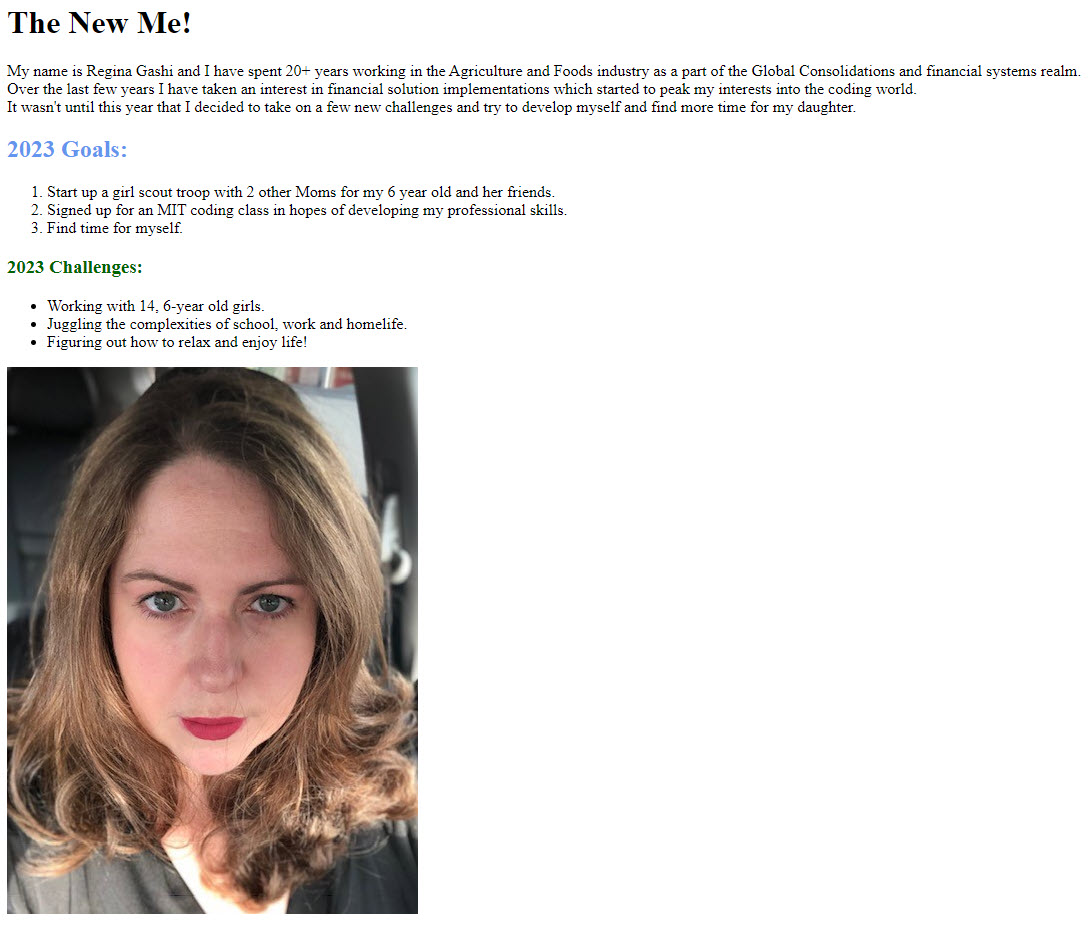 The New Me!
My name is Regina Gashi and I have spent 20+ years working in the Agriculture and Foods industry as a part of the Global Consolidations and financial systems realm.
Over the last few years I have taken an interest in financial solution implementations which started to peak my interests into the coding world.
It wasn't until this year that I decided to take on a few new challenges and try to develop myself and find more time for my daughter.
2023 Goals:
1. Start up a girl scout troop with 2 other Moms for my 6 year old and her friends.
2. Signed up for an MIT coding class in hopes of developing my professional skills.
3. Find time for myself.
2023 Challenges:
• Working with 14, 6-year old girls.
• Juggling the complexities of school, work and homelife.
• Figuring out how to relax and enjoy life!